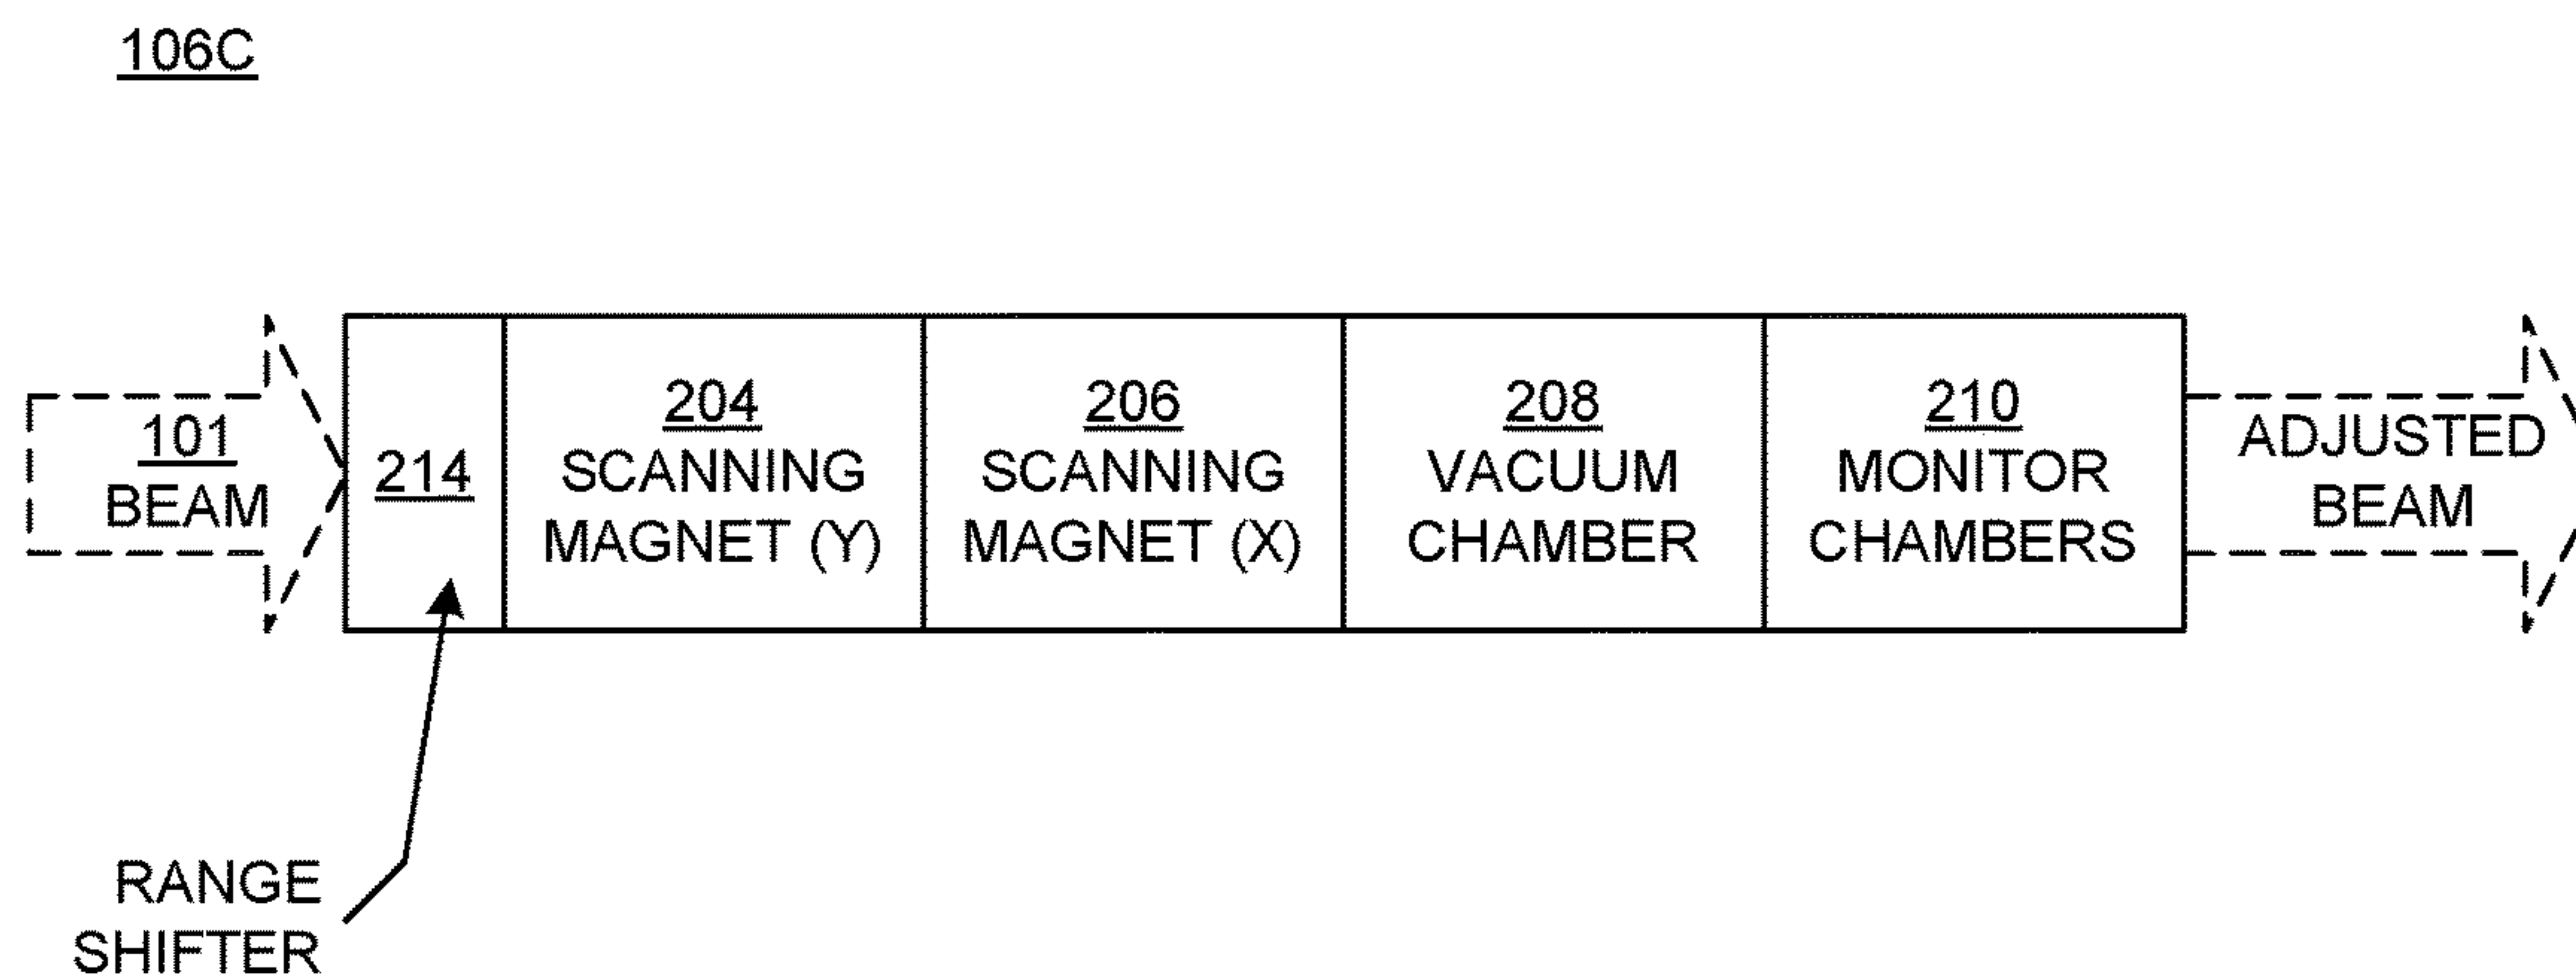 106C
101
BEAM
214
204
SCANNING
MAGNET (Y)
206
SCANNING
MAGNET (X)
208
VACUUM
CHAMBER
210
MONITOR
CHAMBERS
ADJUSTED
BEAM
RANGE
SHIFTER